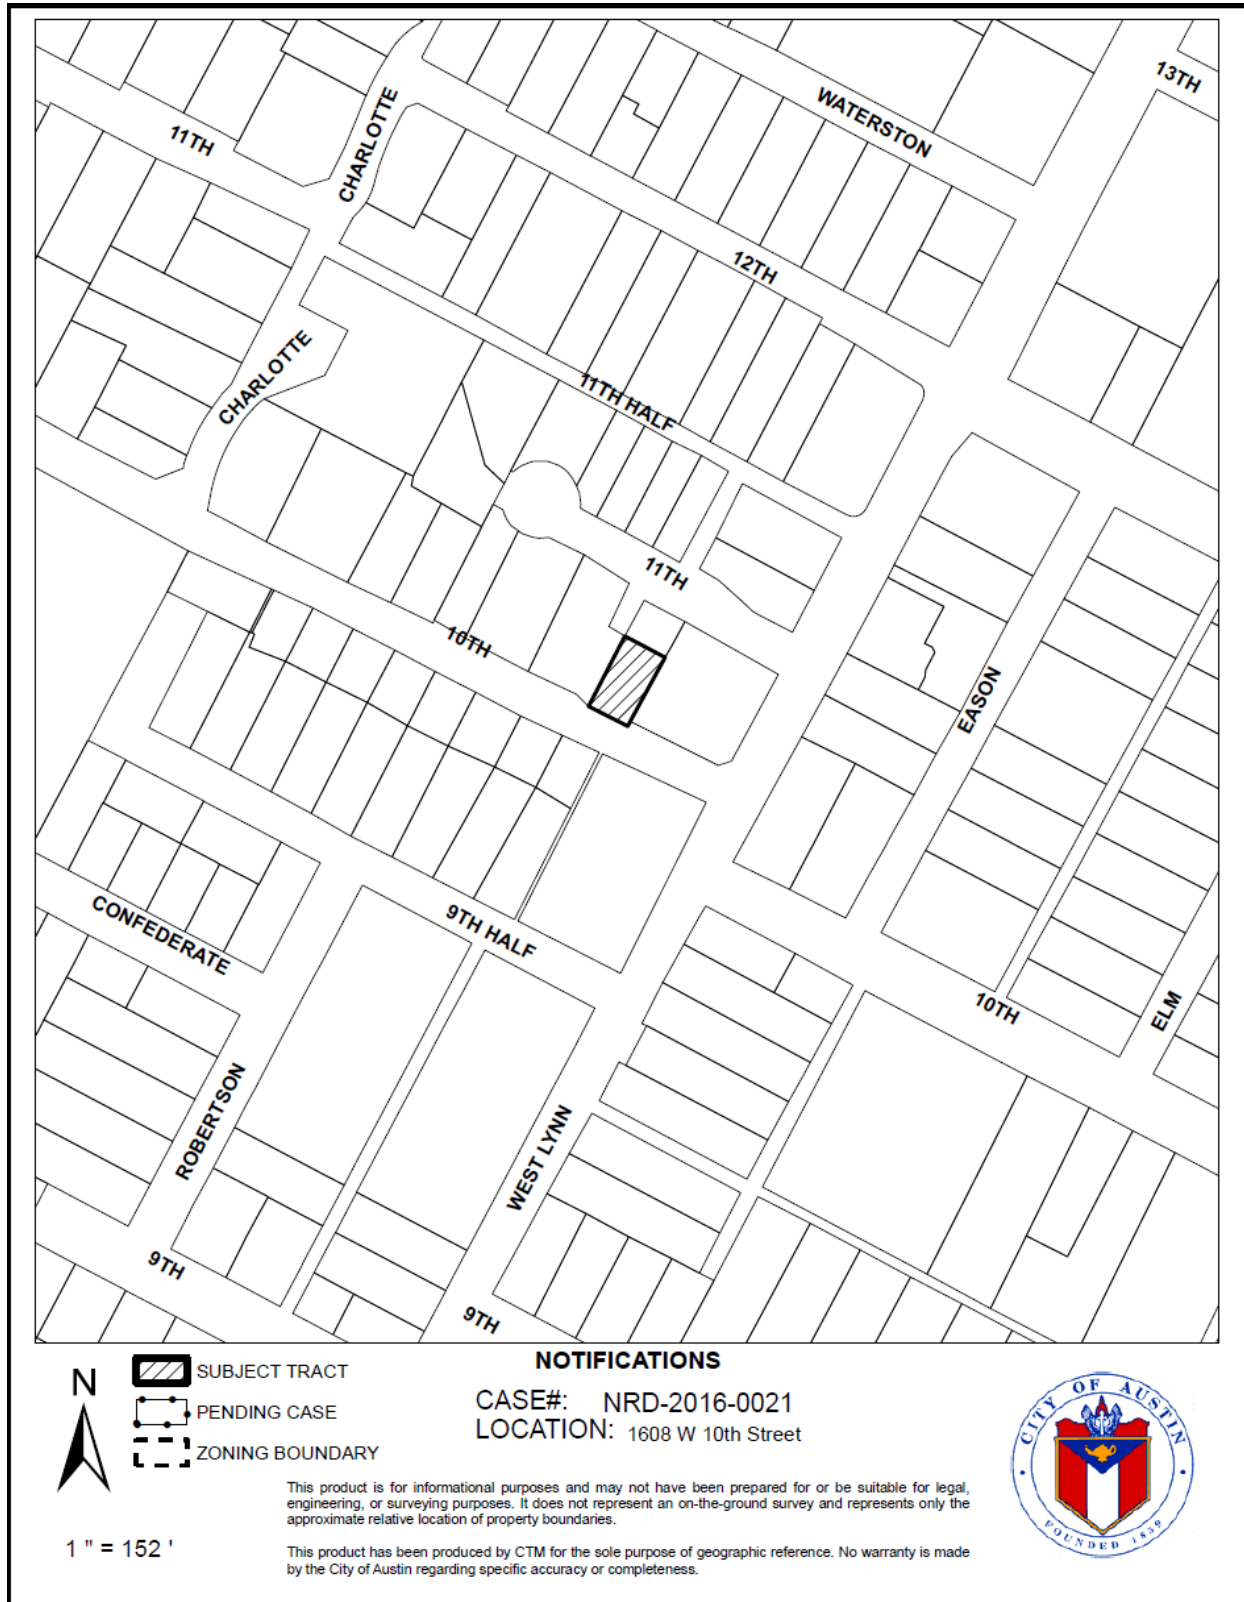 13TH
WATERSTON
CHARLOTTE
11TH
12TH
CHARLOTTE
11TH HALF
11TH
10TH
EASON
CONFEDERATE
9TH HALF
10TH
ELM
ROBERTSON
WEST LYNN
9TH
9TH
N
SUBJECT TRACT
PENDING CASE
ZONING BOUNDARY
1 " = 152 '
NOTIFICATIONS
CASE#: NRD-2016-0021
LOCATION: 1608 W 10th Street
This product is for informational purposes and may not have been prepared for or be suitable for legal,
engineering, or surveying purposes. It does not represent an on-the-ground survey and represents only the
approximate relative location of property boundaries.
This product has been produced by CTM for the sole purpose of geographic reference. No warranty is made
by the City of Austin regarding specific accuracy or completeness.
CITY OF AUSTIN
FOUNDED 1839